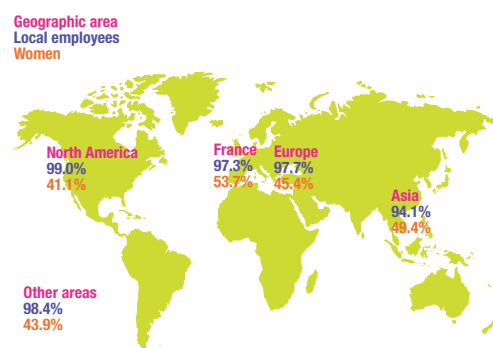 Geographic area
Local employees
Women
North America
99.0%
41.1%
France
97.3%
53.7%
Europe
97.7%
45.4%
Asia
94.1%
49.4%
Other areas
98.4%
43.9%